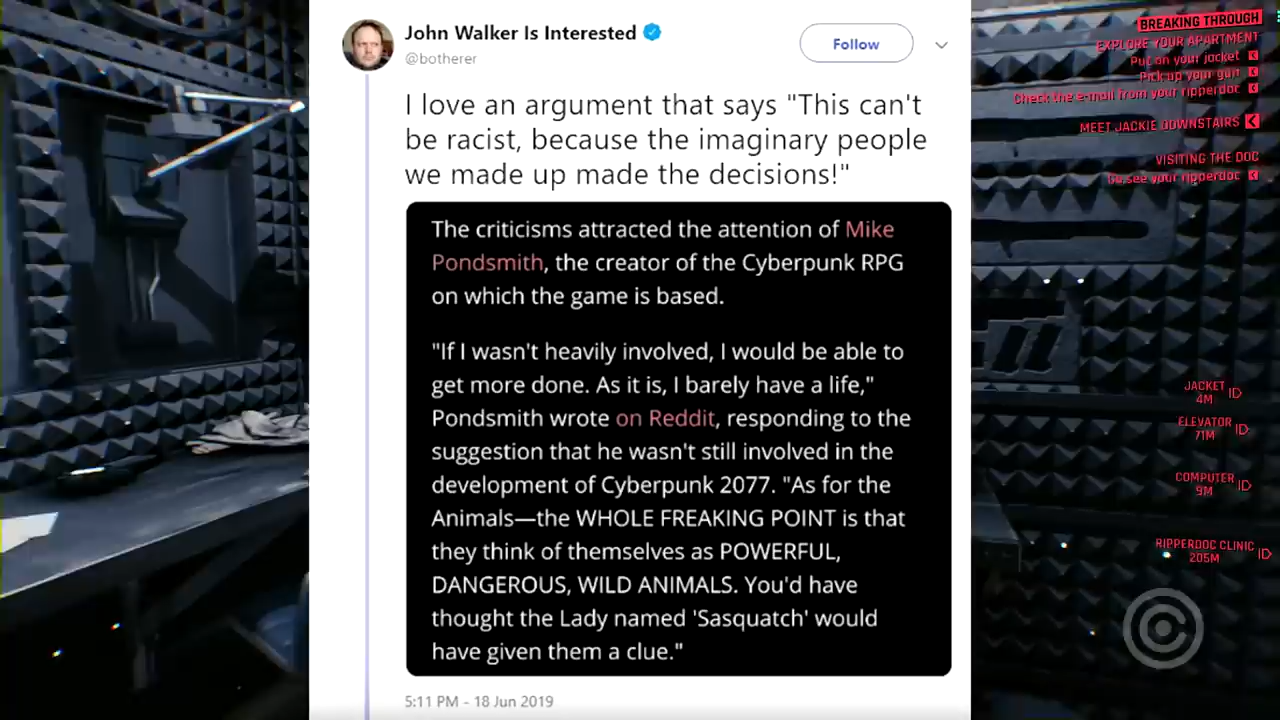 John Walker Is Interested
@botherer
Follow
I love an argument that says "This can't
be racist, because the imaginary people
we made up made the decisions!"
The criticisms attracted the attention of Mike
Pondsmith, the creator of the Cyberpunk RPG
on which the game is based.
"If I wasn't heavily involved, I would be able to
get more done. As it is, I barely have a life,"
Pondsmith wrote on Reddit, responding to the
suggestion that he wasn't still involved in the
development of Cyberpunk 2077. "As for the
Animals—the WHOLE FREAKING POINT is that
they think of themselves as POWERFUL,
DANGEROUS, WILD ANIMALS. You'd have
thought the Lady named 'Sasquatch' would
have given them a clue."
5:11 PM - 18 Jun 2019
BREAKING THROUGH
EXPLORE YOUR APARTMENT
Put on your jacket
Pick up your gun
Check the e-mail from your ripperdoc
MEET JACKIE DOWNSTAIRS
VISITING THE DOC
Go see your ripperdoc
JACKET
4M
ELEVATOR
71M
COMPUTER
9M
RIPPERDOC CLINIC
205M